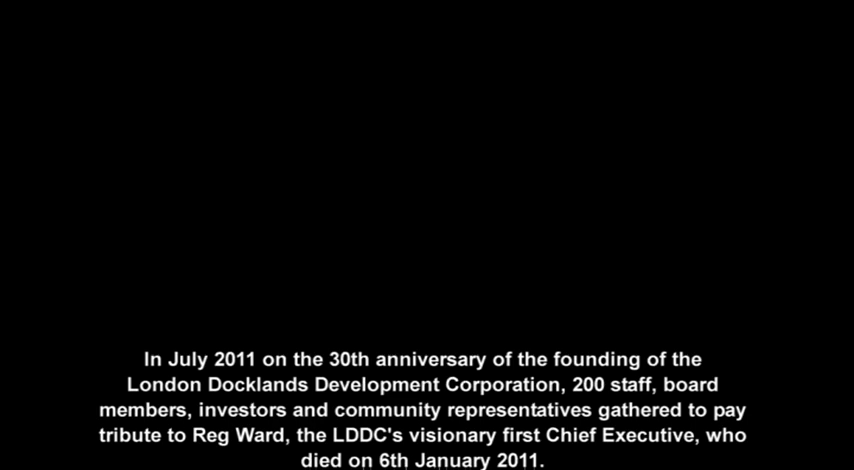 In July 2011 on the 30th anniversary of the founding of the
London Docklands Development Corporation, 200 staff, board
members, investors and community representatives gathered to pay
tribute to Reg Ward, the LDDC's visionary first Chief Executive, who
died on 6th January 2011.